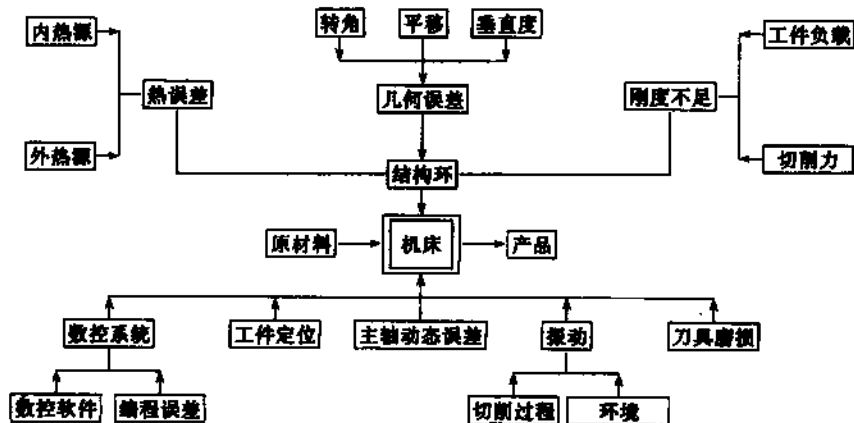 转角
平移
垂直度
内热源
工件负载
热误差
几何误差
刚度不足
外热源
切削力
结构环
原材料
机床
产品
数控系统
工件定位
主轴动态误差
振动
刀具磨损
数控软件
编程误差
切削过程
环境